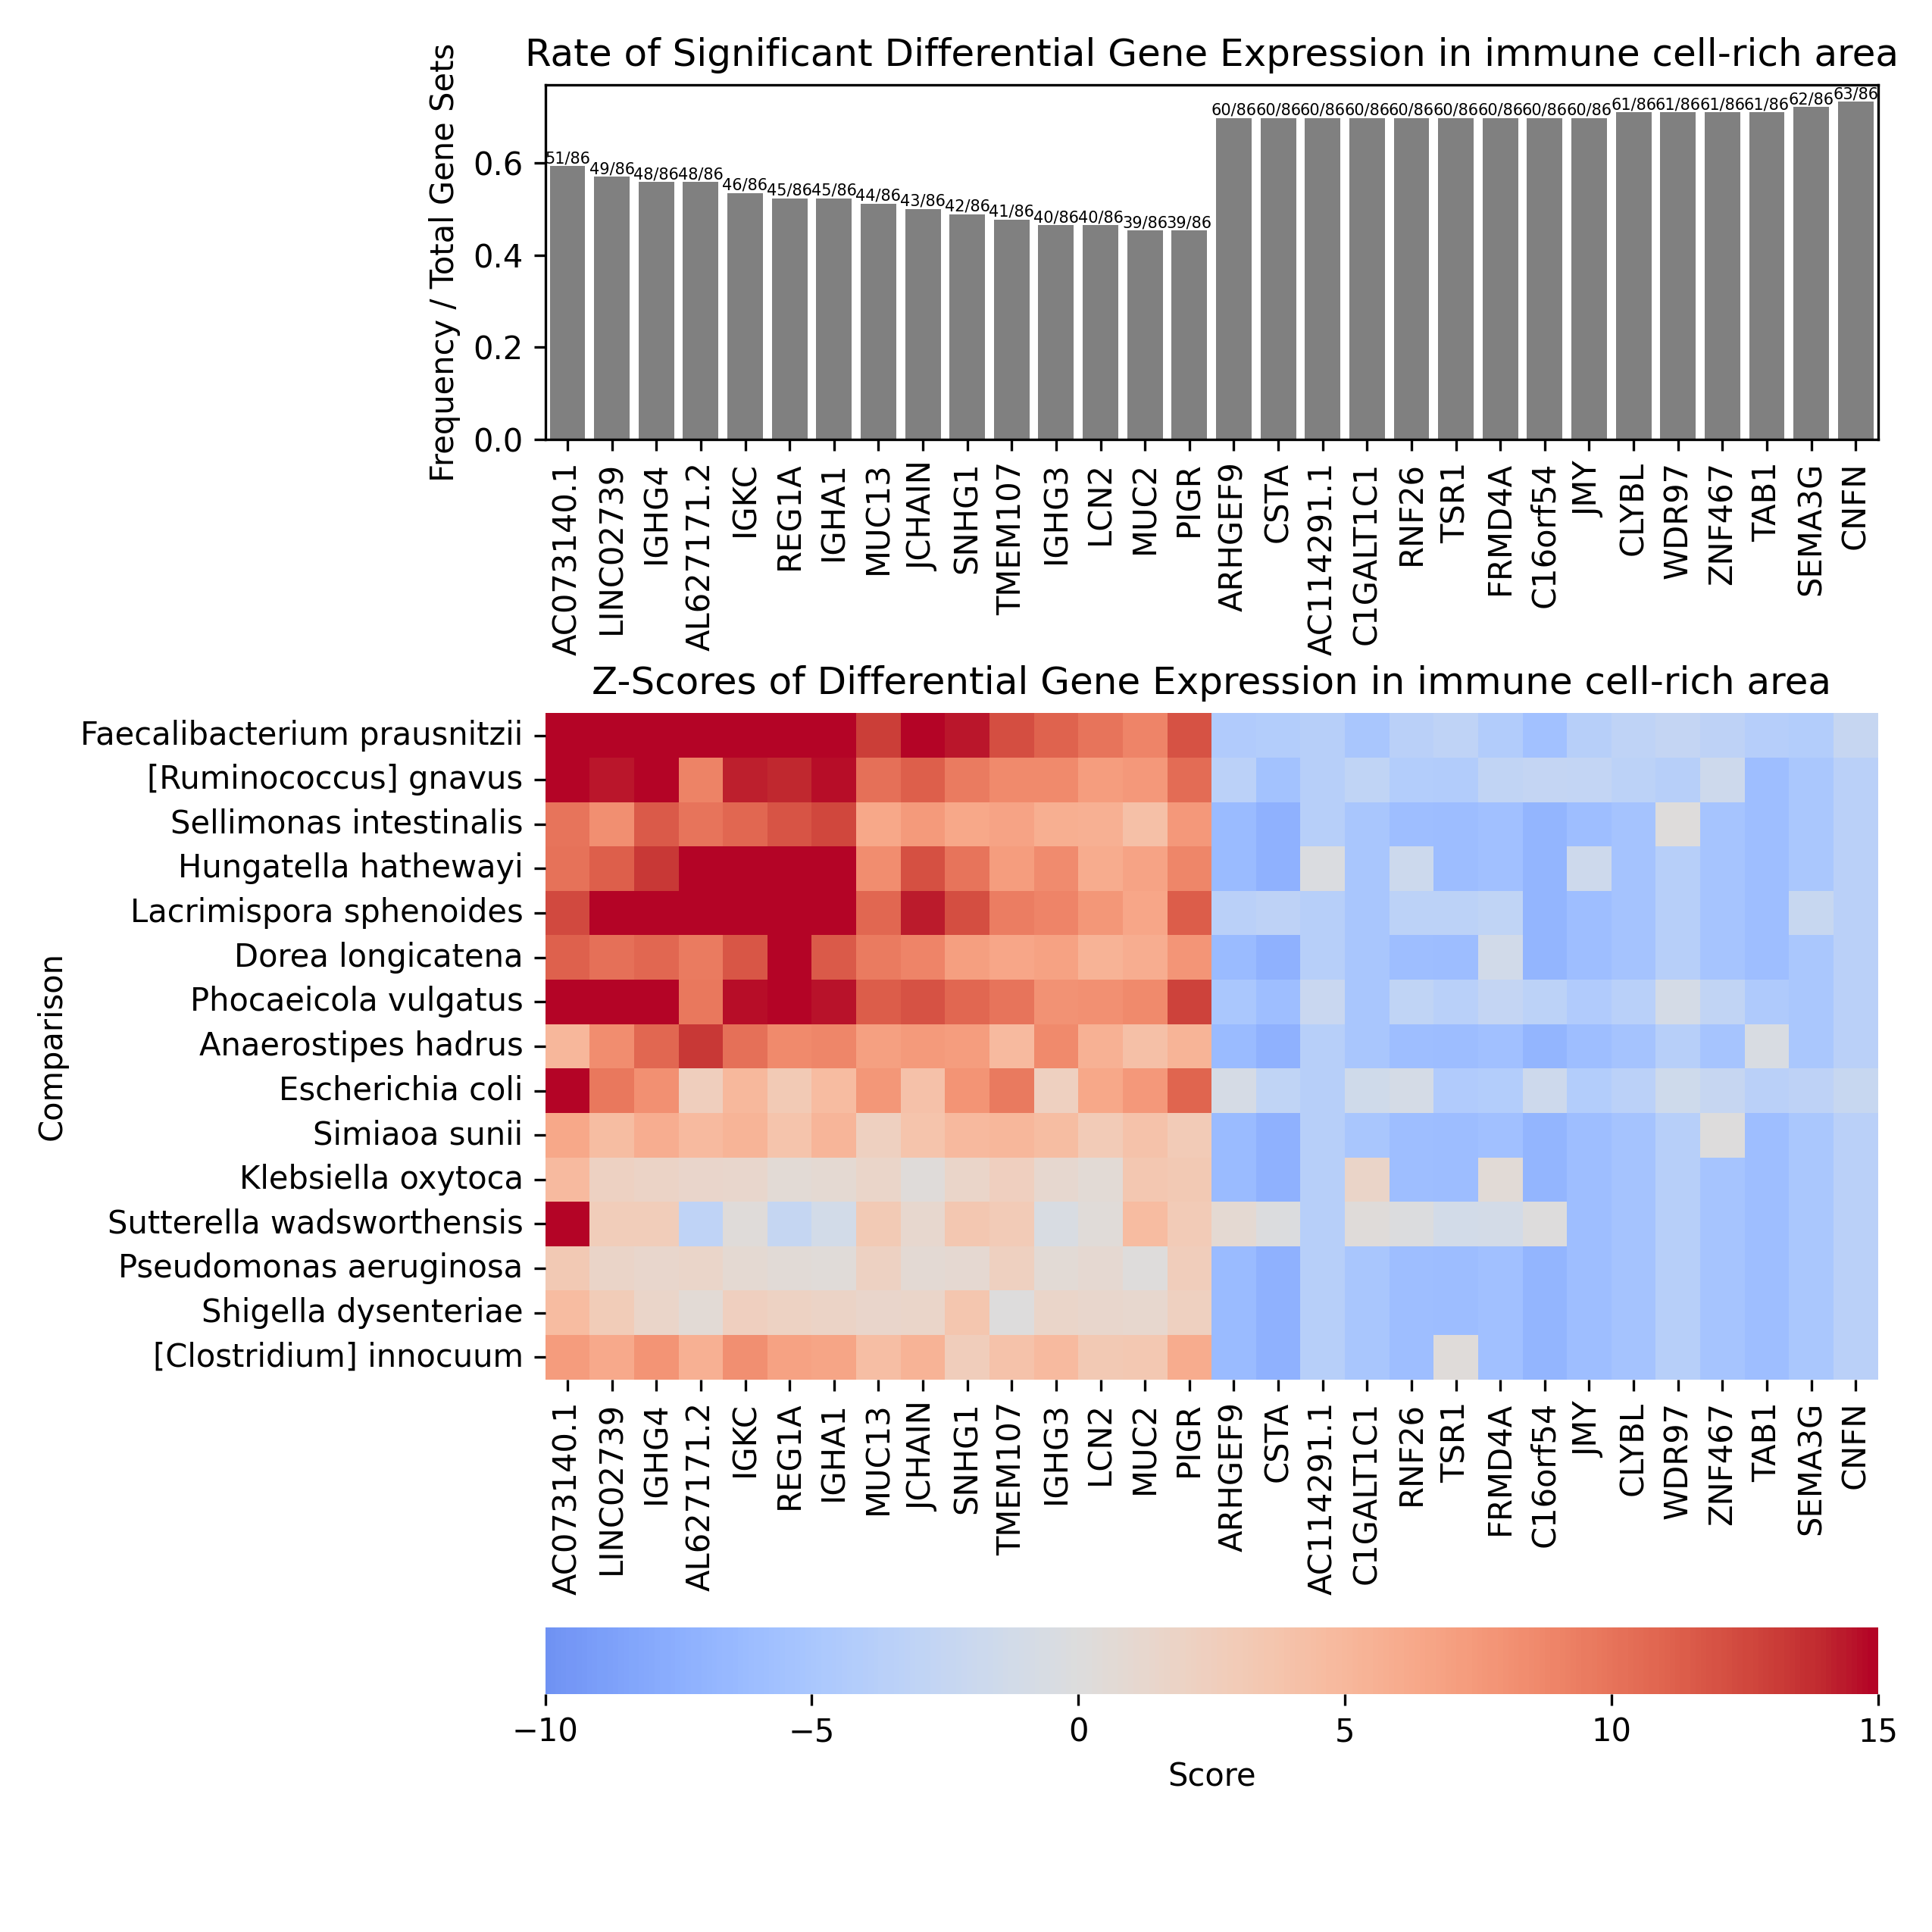 Rate of Significant Differential Gene Expression in immune cell-rich area
Frequency / Total Gene Sets
0.6
0.4
0.2
0.0
51/86 49/86 48/86 48/86 46/86 45/86 45/86 44/86 43/86 42/86 41/86 40/86 40/86 39/86 39/86 60/86 60/86 60/86 60/86 60/86 60/86 60/86 60/86 60/86 61/86 61/86 61/86 61/86 62/86 63/86
AC073140.1
LINC02739
IGHG4
AL627171.2
IGKC
REG1A
IGHA1
MUC13
JCHAIN
SNHG1
TMEM107
IGHG3
LCN2
MUC2
PIGR
ARHGEF9
CSTA
AC114291.1
C1GALT1C1
RNF26
TSR1
FRMD4A
C16orf54
JMY
CLYBL
WDR97
ZNF467
TAB1
SEMA3G
CNFN
Z-Scores of Differential Gene Expression in immune cell-rich area
Comparison
Faecalibacterium prausnitzii
[Ruminococcus] gnavus
Sellimonas intestinalis
Hungatella hathewayi
Lacrimispora sphenoides
Dorea longicatena
Phocaeicola vulgatus
Anaerostipes hadrus
Escherichia coli
Simiaoa sunii
Klebsiella oxytoca
Sutterella wadsworthensis
Pseudomonas aeruginosa
Shigella dysenteriae
[Clostridium] innocuum
AC073140.1
LINC02739
IGHG4
AL627171.2
IGKC
REG1A
IGHA1
MUC13
JCHAIN
SNHG1
TMEM107
IGHG3
LCN2
MUC2
PIGR
ARHGEF9
CSTA
AC114291.1
C1GALT1C1
RNF26
TSR1
FRMD4A
C16orf54
JMY
CLYBL
WDR97
ZNF467
TAB1
SEMA3G
CNFN
−10 −5 0 5 10 15
Score